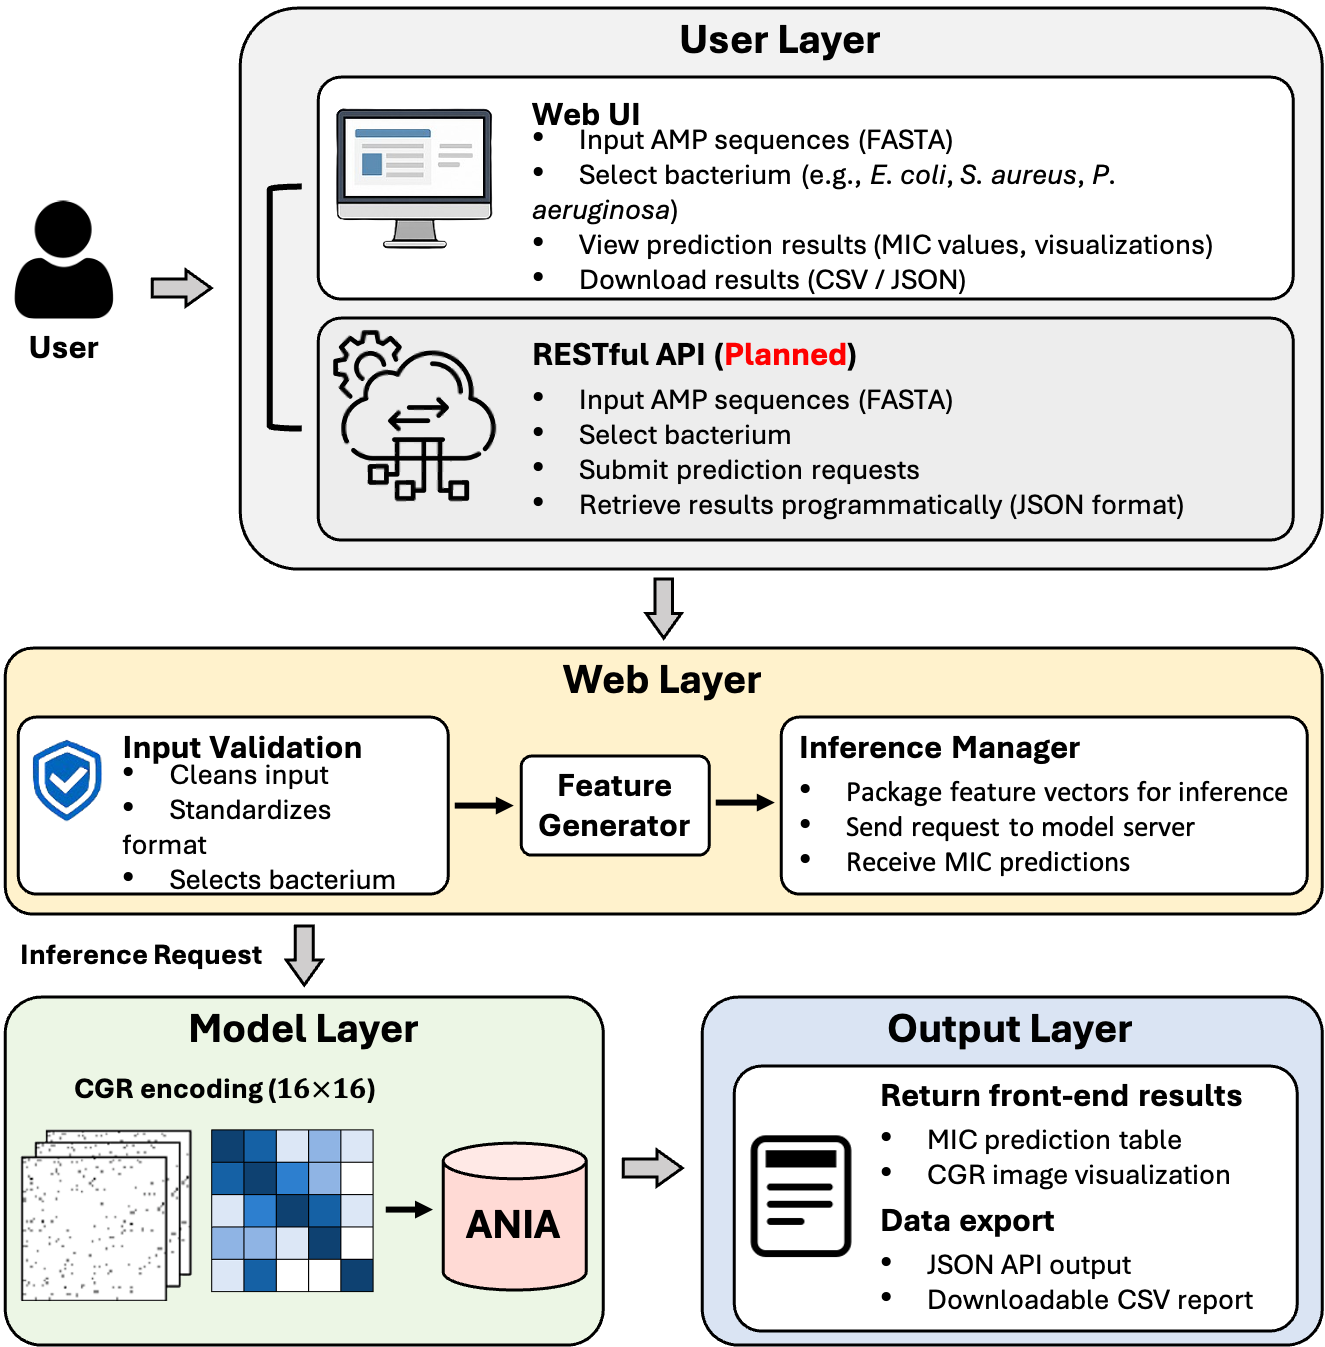 User Layer
Web UI
• Input AMP sequences (FASTA)
• Select bacterium (e.g., E. coli, S. aureus, P.
aeruginosa)
• View prediction results (MIC values, visualizations)
• Download results (CSV / JSON)
User
RESTful API (Planned)
• Input AMP sequences (FASTA)
• Select bacterium
• Submit prediction requests
• Retrieve results programmatically (JSON format)
Web Layer
Input Validation
• Cleans input
• Standardizes
format
• Selects bacterium
Feature
Generator
Inference Manager
• Package feature vectors for inference
• Send request to model server
• Receive MIC predictions
Inference Request
Model Layer
CGR encoding (16×16)
ANIA
Output Layer
Return front-end results
• MIC prediction table
• CGR image visualization
Data export
• JSON API output
• Downloadable CSV report